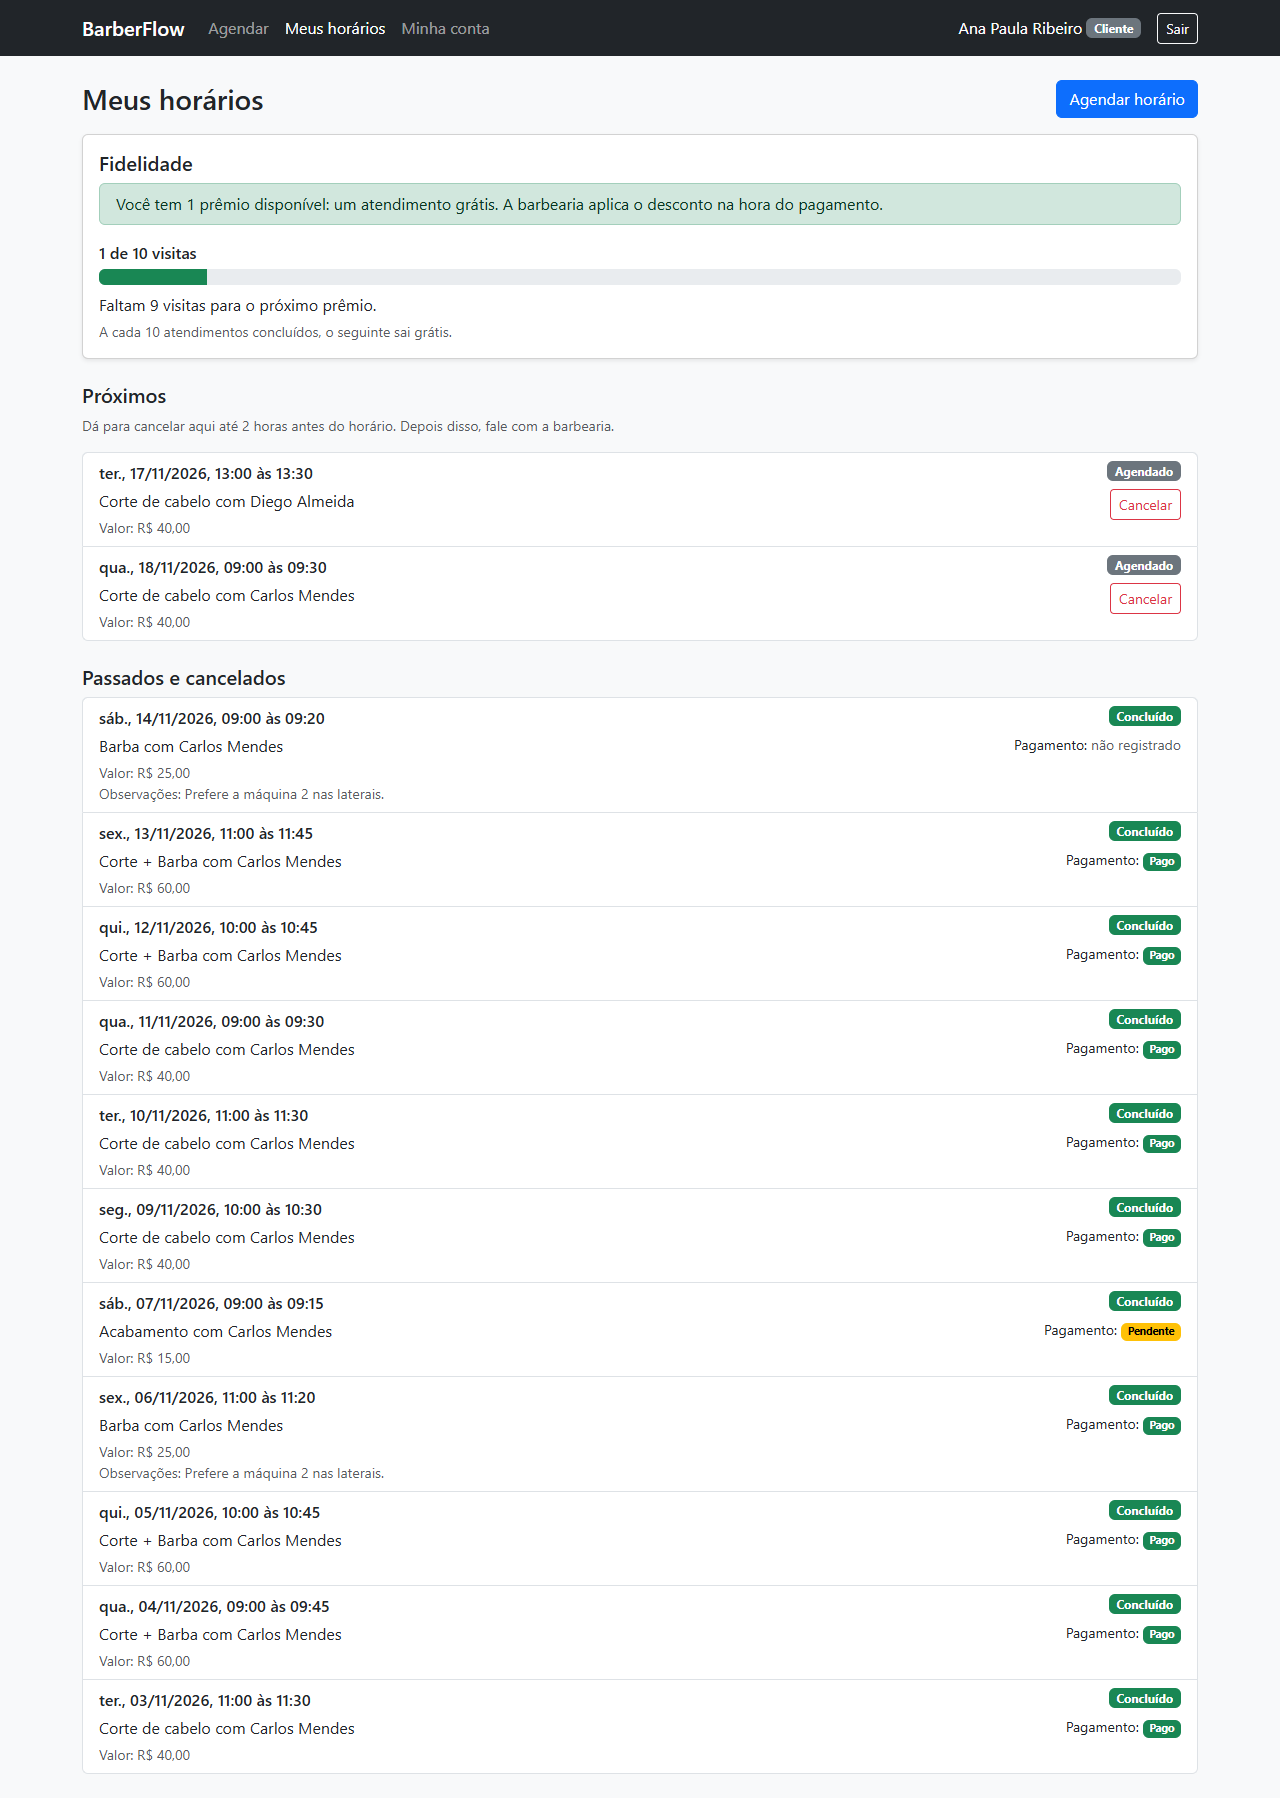 BarberFlow Agendar Meus horários Minha conta Ana Paula Ribeiro Cliente Sair
Meus horários Agendar horário
Fidelidade
Você tem 1 prêmio disponível: um atendimento grátis. A barbearia aplica o desconto na hora do pagamento.
1 de 10 visitas
Faltam 9 visitas para o próximo prêmio.
A cada 10 atendimentos concluídos, o seguinte sai grátis.
Próximos
Dá para cancelar aqui até 2 horas antes do horário. Depois disso, fale com a barbearia.
ter., 17/11/2026, 13:00 às 13:30 Agendado
Corte de cabelo com Diego Almeida Cancelar
Valor: R$ 40,00
qua., 18/11/2026, 09:00 às 09:30 Agendado
Corte de cabelo com Carlos Mendes Cancelar
Valor: R$ 40,00
Passados e cancelados
sáb., 14/11/2026, 09:00 às 09:20 Concluído
Barba com Carlos Mendes Pagamento: não registrado
Valor: R$ 25,00
Observações: Prefere a máquina 2 nas laterais.
sex., 13/11/2026, 11:00 às 11:45 Concluído
Corte + Barba com Carlos Mendes Pagamento: Pago
Valor: R$ 60,00
qui., 12/11/2026, 10:00 às 10:45 Concluído
Corte + Barba com Carlos Mendes Pagamento: Pago
Valor: R$ 60,00
qua., 11/11/2026, 09:00 às 09:30 Concluído
Corte de cabelo com Carlos Mendes Pagamento: Pago
Valor: R$ 40,00
ter., 10/11/2026, 11:00 às 11:30 Concluído
Corte de cabelo com Carlos Mendes Pagamento: Pago
Valor: R$ 40,00
seg., 09/11/2026, 10:00 às 10:30 Concluído
Corte de cabelo com Carlos Mendes Pagamento: Pago
Valor: R$ 40,00
sáb., 07/11/2026, 09:00 às 09:15 Concluído
Acabamento com Carlos Mendes Pagamento: Pendente
Valor: R$ 15,00
sex., 06/11/2026, 11:00 às 11:20 Concluído
Barba com Carlos Mendes Pagamento: Pago
Valor: R$ 25,00
Observações: Prefere a máquina 2 nas laterais.
qui., 05/11/2026, 10:00 às 10:45 Concluído
Corte + Barba com Carlos Mendes Pagamento: Pago
Valor: R$ 60,00
qua., 04/11/2026, 09:00 às 09:45 Concluído
Corte + Barba com Carlos Mendes Pagamento: Pago
Valor: R$ 60,00
ter., 03/11/2026, 11:00 às 11:30 Concluído
Corte de cabelo com Carlos Mendes Pagamento: Pago
Valor: R$ 40,00